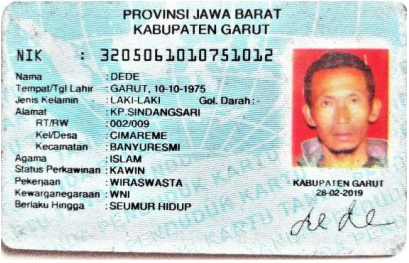 PROVINSI JAWA BARAT
KABUPATEN GARUT
NIK : 3205061010751012
Nama : DEDE
Tempat/Tgl Lahir : GARUT, 10-10-1975
Jenis Kelamin : LAKI-LAKI Gol. Darah : -
Alamat : KP.SINDANGSARI
RT/RW : 002/009
Kel/Desa : CIMAREME
Kecamatan : BANYURESMI
Agama : ISLAM
Status Perkawinan : KAWIN
Pekerjaan : WIRASWASTA
Kewarganegaraan : WNI
Berlaku Hingga : SEUMUR HIDUP
KABUPATEN GARUT
28-02-2019
dede